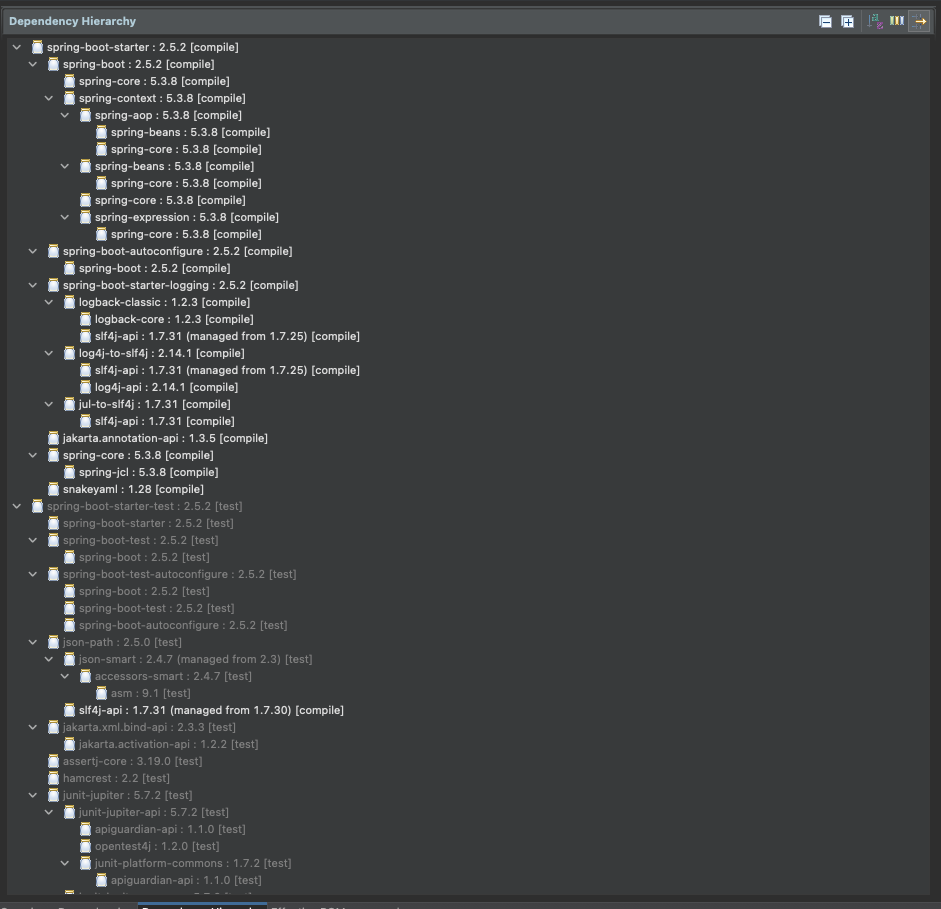 Dependency Hierarchy
spring-boot-starter : 2.5.2 [compile]
spring-boot : 2.5.2 [compile]
spring-core : 5.3.8 [compile]
spring-context : 5.3.8 [compile]
spring-aop : 5.3.8 [compile]
spring-beans : 5.3.8 [compile]
spring-core : 5.3.8 [compile]
spring-beans : 5.3.8 [compile]
spring-core : 5.3.8 [compile]
spring-core : 5.3.8 [compile]
spring-expression : 5.3.8 [compile]
spring-core : 5.3.8 [compile]
spring-boot-autoconfigure : 2.5.2 [compile]
spring-boot : 2.5.2 [compile]
spring-boot-starter-logging : 2.5.2 [compile]
logback-classic : 1.2.3 [compile]
logback-core : 1.2.3 [compile]
slf4j-api : 1.7.31 (managed from 1.7.25) [compile]
log4j-to-slf4j : 2.14.1 [compile]
slf4j-api : 1.7.31 (managed from 1.7.25) [compile]
log4j-api : 2.14.1 [compile]
jul-to-slf4j : 1.7.31 [compile]
slf4j-api : 1.7.31 [compile]
jakarta.annotation-api : 1.3.5 [compile]
spring-core : 5.3.8 [compile]
spring-jcl : 5.3.8 [compile]
snakeyaml : 1.28 [compile]
spring-boot-starter-test : 2.5.2 [test]
spring-boot-starter : 2.5.2 [test]
spring-boot-test : 2.5.2 [test]
spring-boot : 2.5.2 [test]
spring-boot-test-autoconfigure : 2.5.2 [test]
spring-boot : 2.5.2 [test]
spring-boot-test : 2.5.2 [test]
spring-boot-autoconfigure : 2.5.2 [test]
json-path : 2.5.0 [test]
json-smart : 2.4.7 (managed from 2.3) [test]
accessors-smart : 2.4.7 [test]
asm : 9.1 [test]
slf4j-api : 1.7.31 (managed from 1.7.30) [compile]
jakarta.xml.bind-api : 2.3.3 [test]
jakarta.activation-api : 1.2.2 [test]
assertj-core : 3.19.0 [test]
hamcrest : 2.2 [test]
junit-jupiter : 5.7.2 [test]
junit-jupiter-api : 5.7.2 [test]
apiguardian-api : 1.1.0 [test]
opentest4j : 1.2.0 [test]
junit-platform-commons : 1.7.2 [test]
apiguardian-api : 1.1.0 [test]